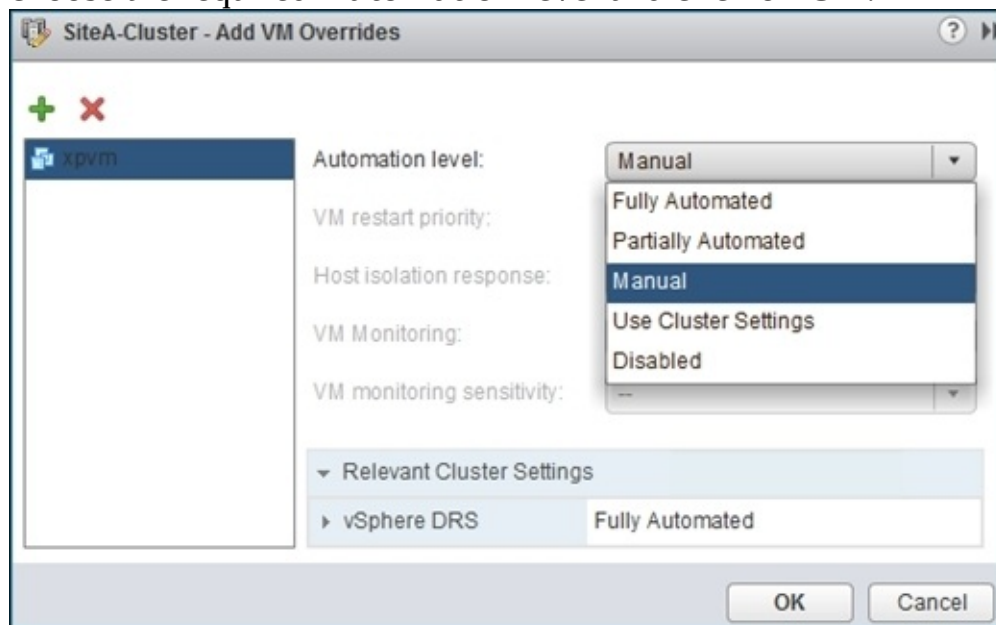 SiteA-Cluster - Add VM Overrides
?
xpvm
Automation level:
Manual
Fully Automated
VM restart priority:
Partially Automated
Host isolation response:
Manual
VM Monitoring:
Use Cluster Settings
Disabled
VM monitoring sensitivity:
--
Relevant Cluster Settings
vSphere DRS
Fully Automated
OK
Cancel